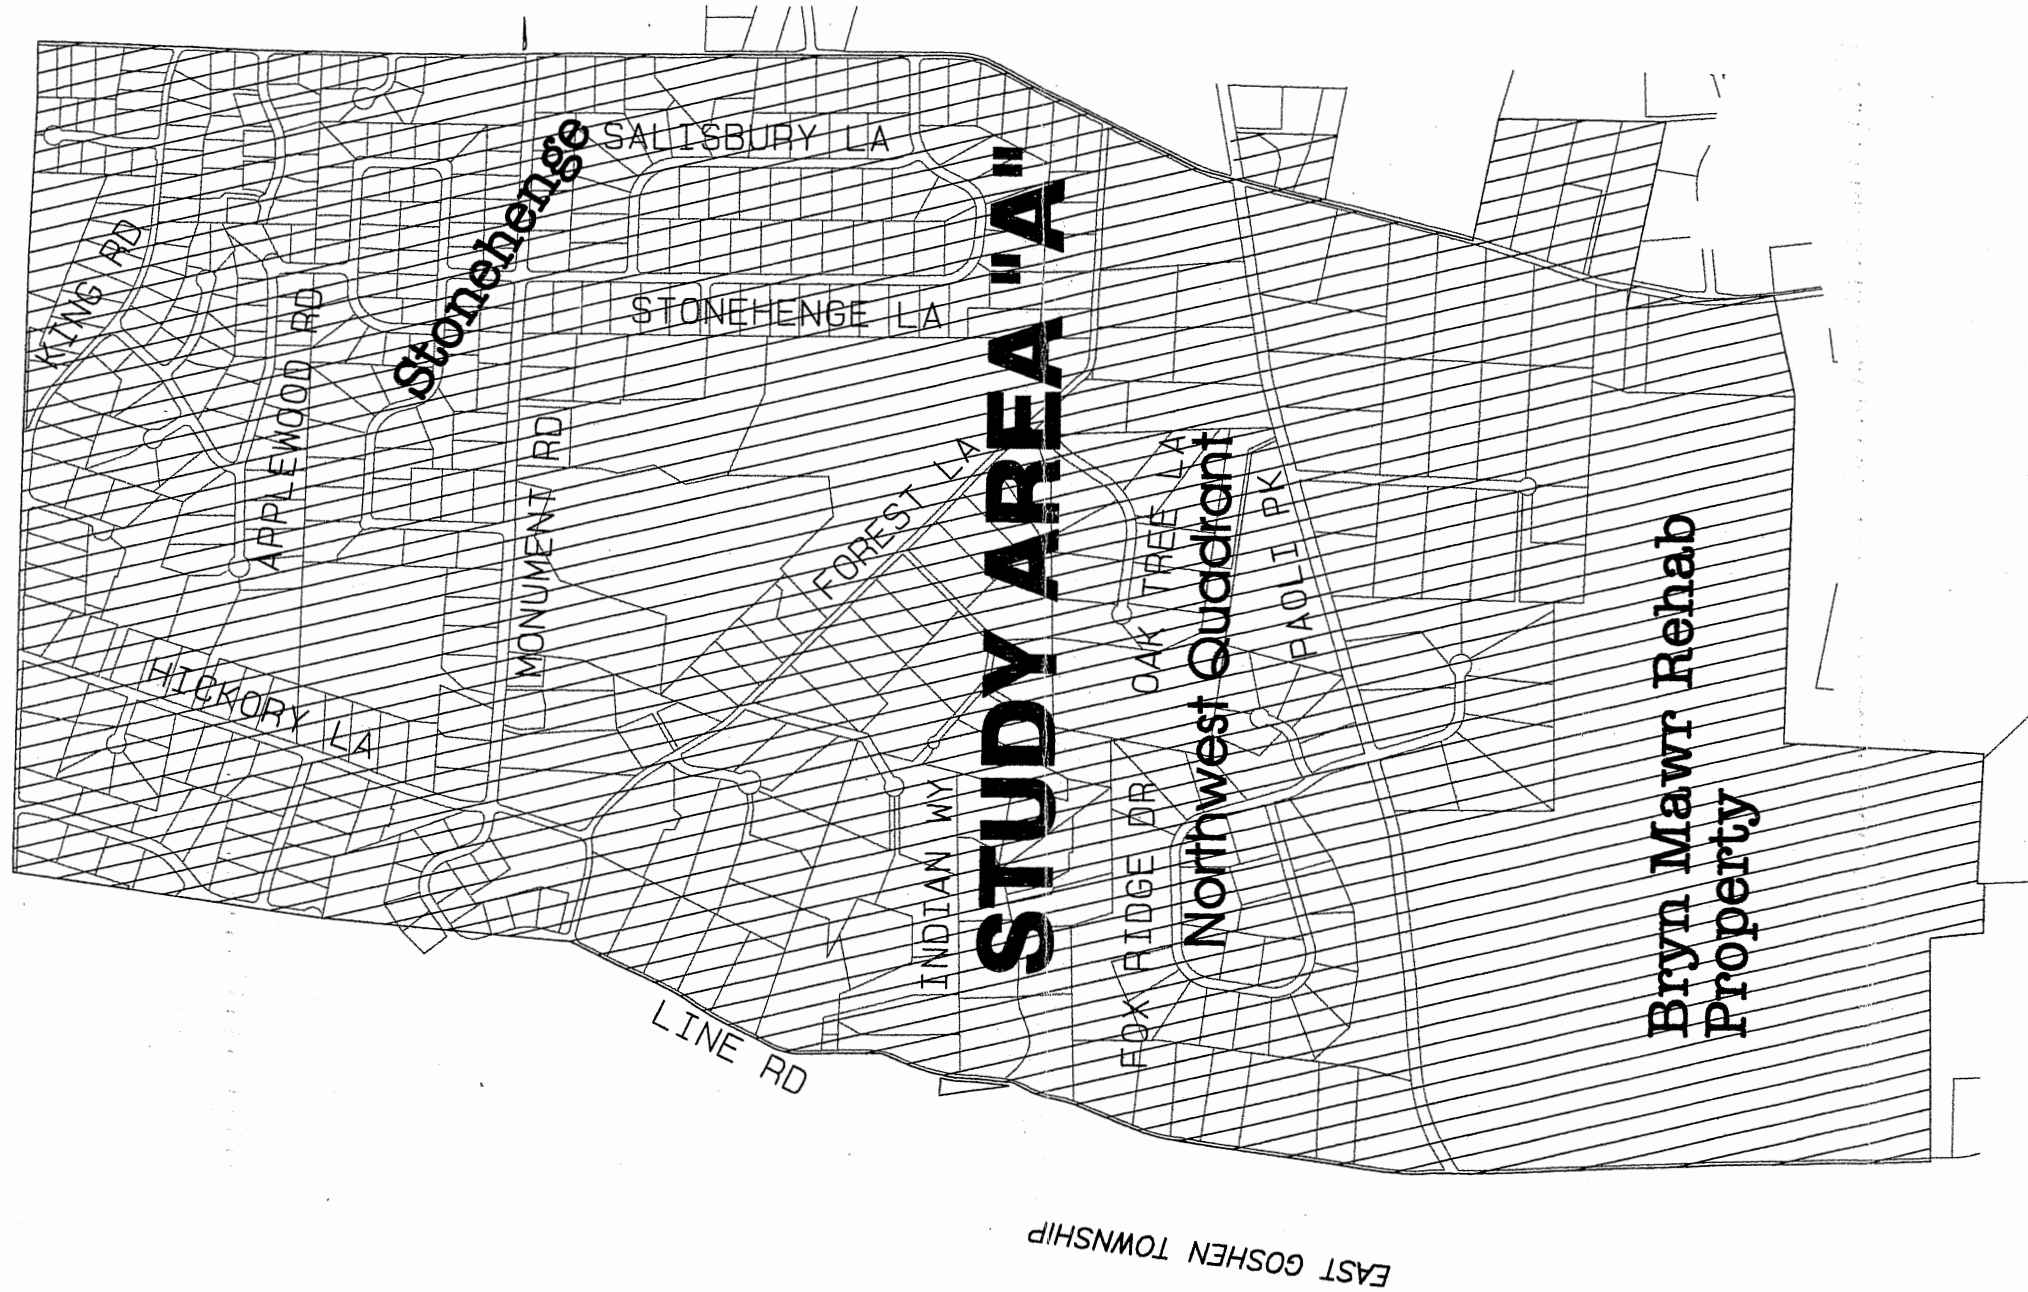 SALISBURY LA
Stonehenge
KING RD
STONEHENGE LA
APPLEWOOD RD
MONUMENT RD
FOREST LA
STUDY AREA "A"
OAK TREE LA
Northwest Quadrant
PAOLI PK
HICKORY LA
INDIAN WY
FOX RIDGE DR
Bryn Mawr Rehab
Property
LINE RD
EAST GOSHEN TOWNSHIP